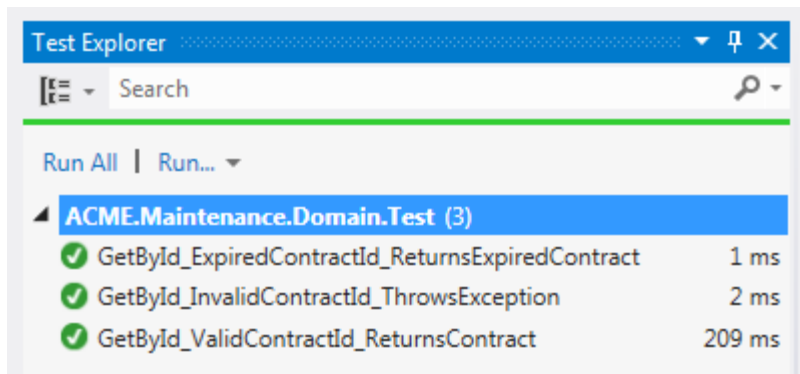 Test Explorer
Search
Run All | Run...
ACME.Maintenance.Domain.Test (3)
GetById_ExpiredContractId_ReturnsExpiredContract 1 ms
GetById_InvalidContractId_ThrowsException 2 ms
GetById_ValidContractId_ReturnsContract 209 ms